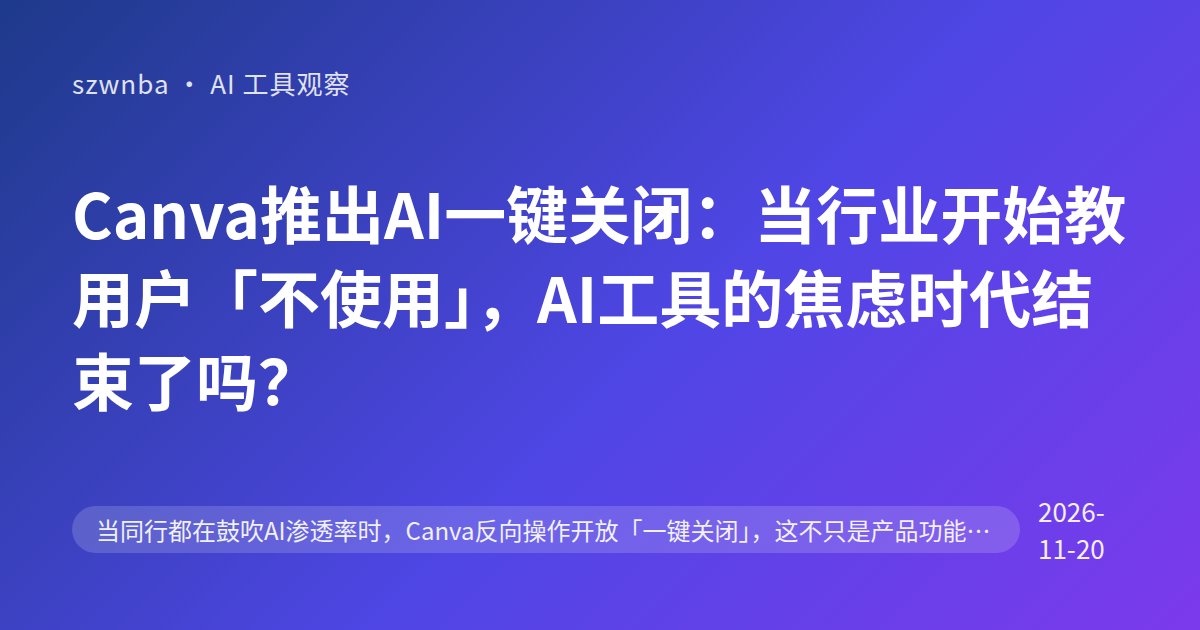 szwnba · AI 工具观察
Canva推出AI一键关闭：当行业开始教
用户「不使用」，AI工具的焦虑时代结
束了吗？
当同行都在鼓吹AI渗透率时，Canva反向操作开放「一键关闭」，这不只是产品功能…
2026-
11-20